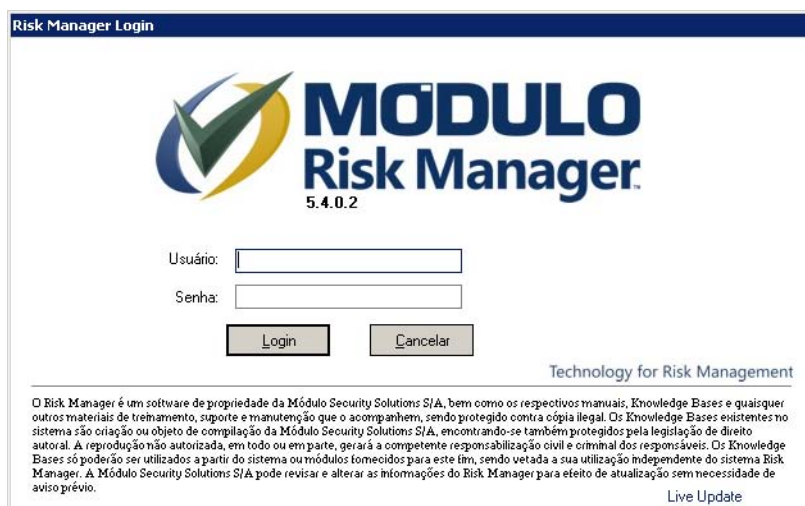 Risk Manager Login
MÓDULO
Risk Manager™
5.4.0.2
Usuário:
Senha:
Login Cancelar
Technology for Risk Management
O Risk Manager é um software de propriedade da Módulo Security Solutions S/A, bem como os respectivos manuais, Knowledge Bases e quaisquer
outros materiais de treinamento, suporte e manutenção que o acompanhem, sendo protegido contra cópia ilegal. Os Knowledge Bases existentes no
sistema são criação ou objeto de compilação da Módulo Security Solutions S/A, encontrando-se também protegidos pela legislação de direito
autoral. A reprodução não autorizada, em todo ou em parte, gerará a competente responsabilização civil e criminal dos responsáveis. Os Knowledge
Bases só poderão ser utilizados a partir do sistema ou módulos fornecidos para este fim, sendo vetada a sua utilização independente do sistema Risk
Manager. A Módulo Security Solutions S/A pode revisar e alterar as informações do Risk Manager para efeito de atualização sem necessidade de
aviso prévio.
Live Update